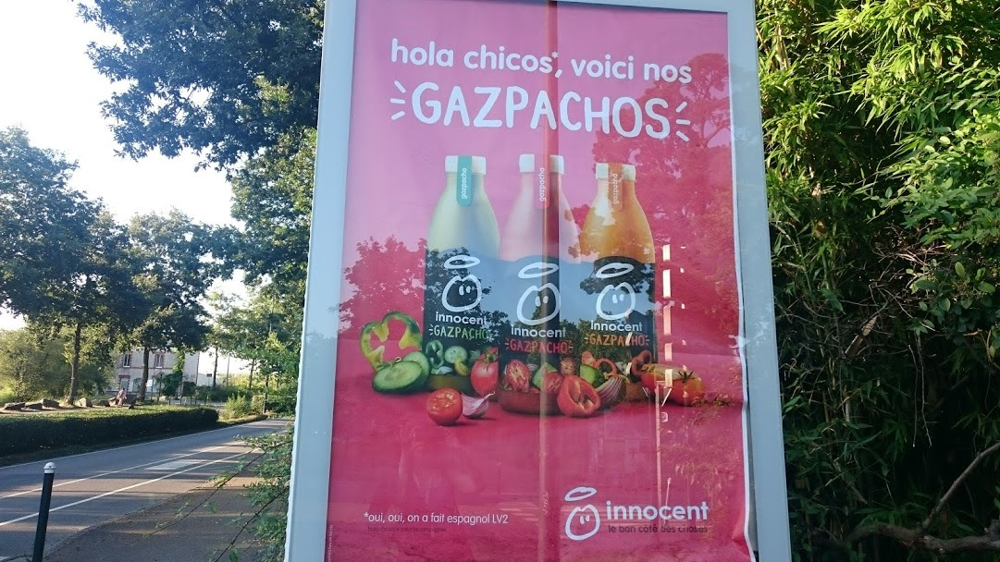 hola chicos*, voici nos
GAZPACHOS
gazpacho
gazpacho
gazpacho
innocent
GAZPACHO
innocent
GAZPACHO
innocent
GAZPACHO
*oui, oui, on a fait espagnol LV2
innocent
le bon côté des choses